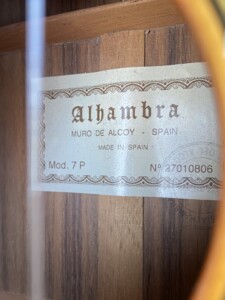 Alhambra
MURO DE ALCOY - SPAIN
MADE IN SPAIN -
Mod. 7 P
Nº 27010806